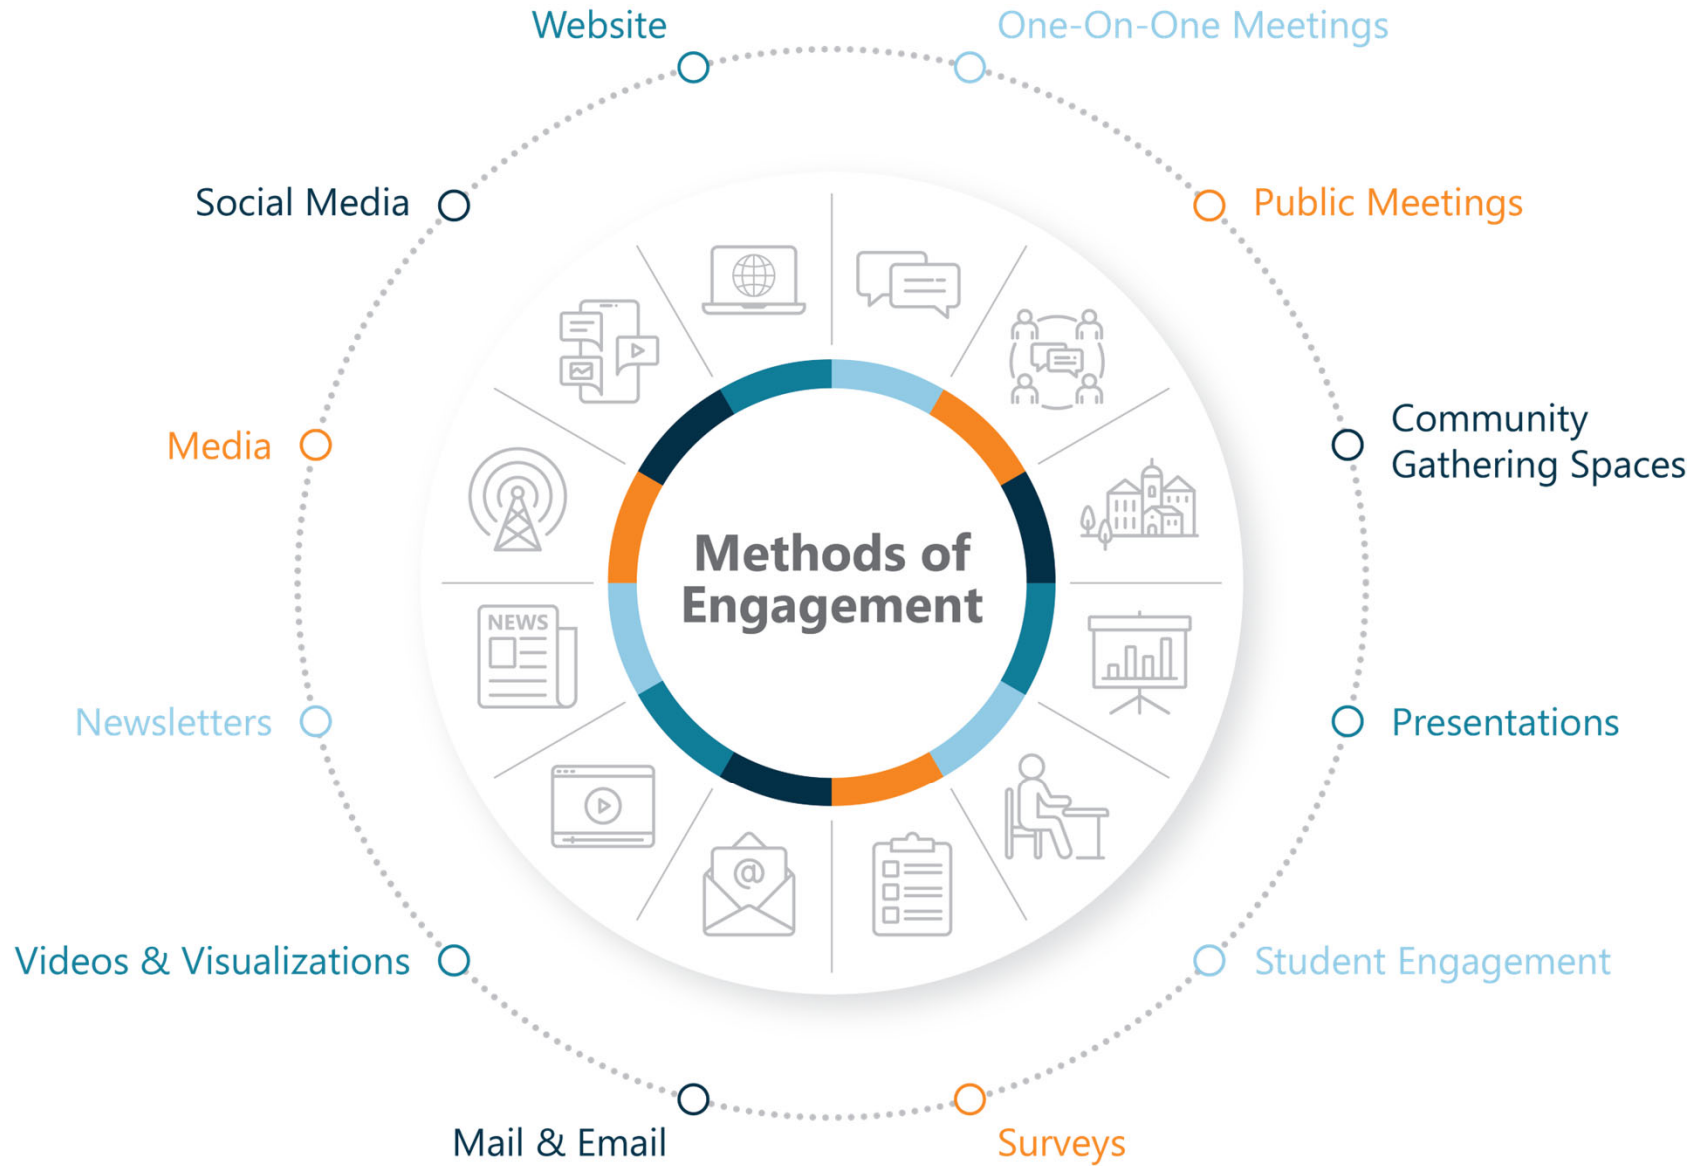 Website
One-On-One Meetings
Social Media
Public Meetings
Media
Community
Gathering Spaces
NEWS
Methods of
Engagement
Newsletters
Presentations
@
Videos & Visualizations
Student Engagement
Mail & Email
Surveys